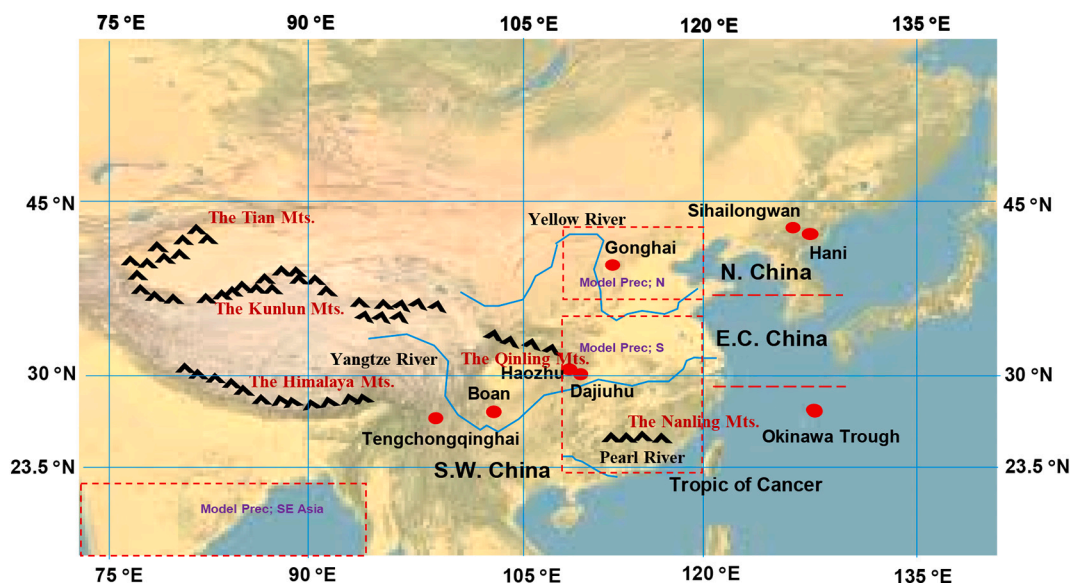 75 °E 90 °E 105 °E 120 °E 135 °E
45 °N 45 °N
The Tian Mts.
Yellow River
Sihailongwan
Gonghai
Hani
N. China
Model Prec; N
The Kunlun Mts.
E.C. China
Model Prec; S
Yangtze River
The Qinling Mts.
Haozhu
30 °N 30 °N
The Himalaya Mts.
Boan
Dajiuhu
The Nanling Mts.
Tengchongqinghai
Okinawa Trough
Pearl River
S.W. China
23.5 °N 23.5 °N
Tropic of Cancer
Model Prec; SE Asia
75 °E 90 °E 105 °E 120 °E 135 °E